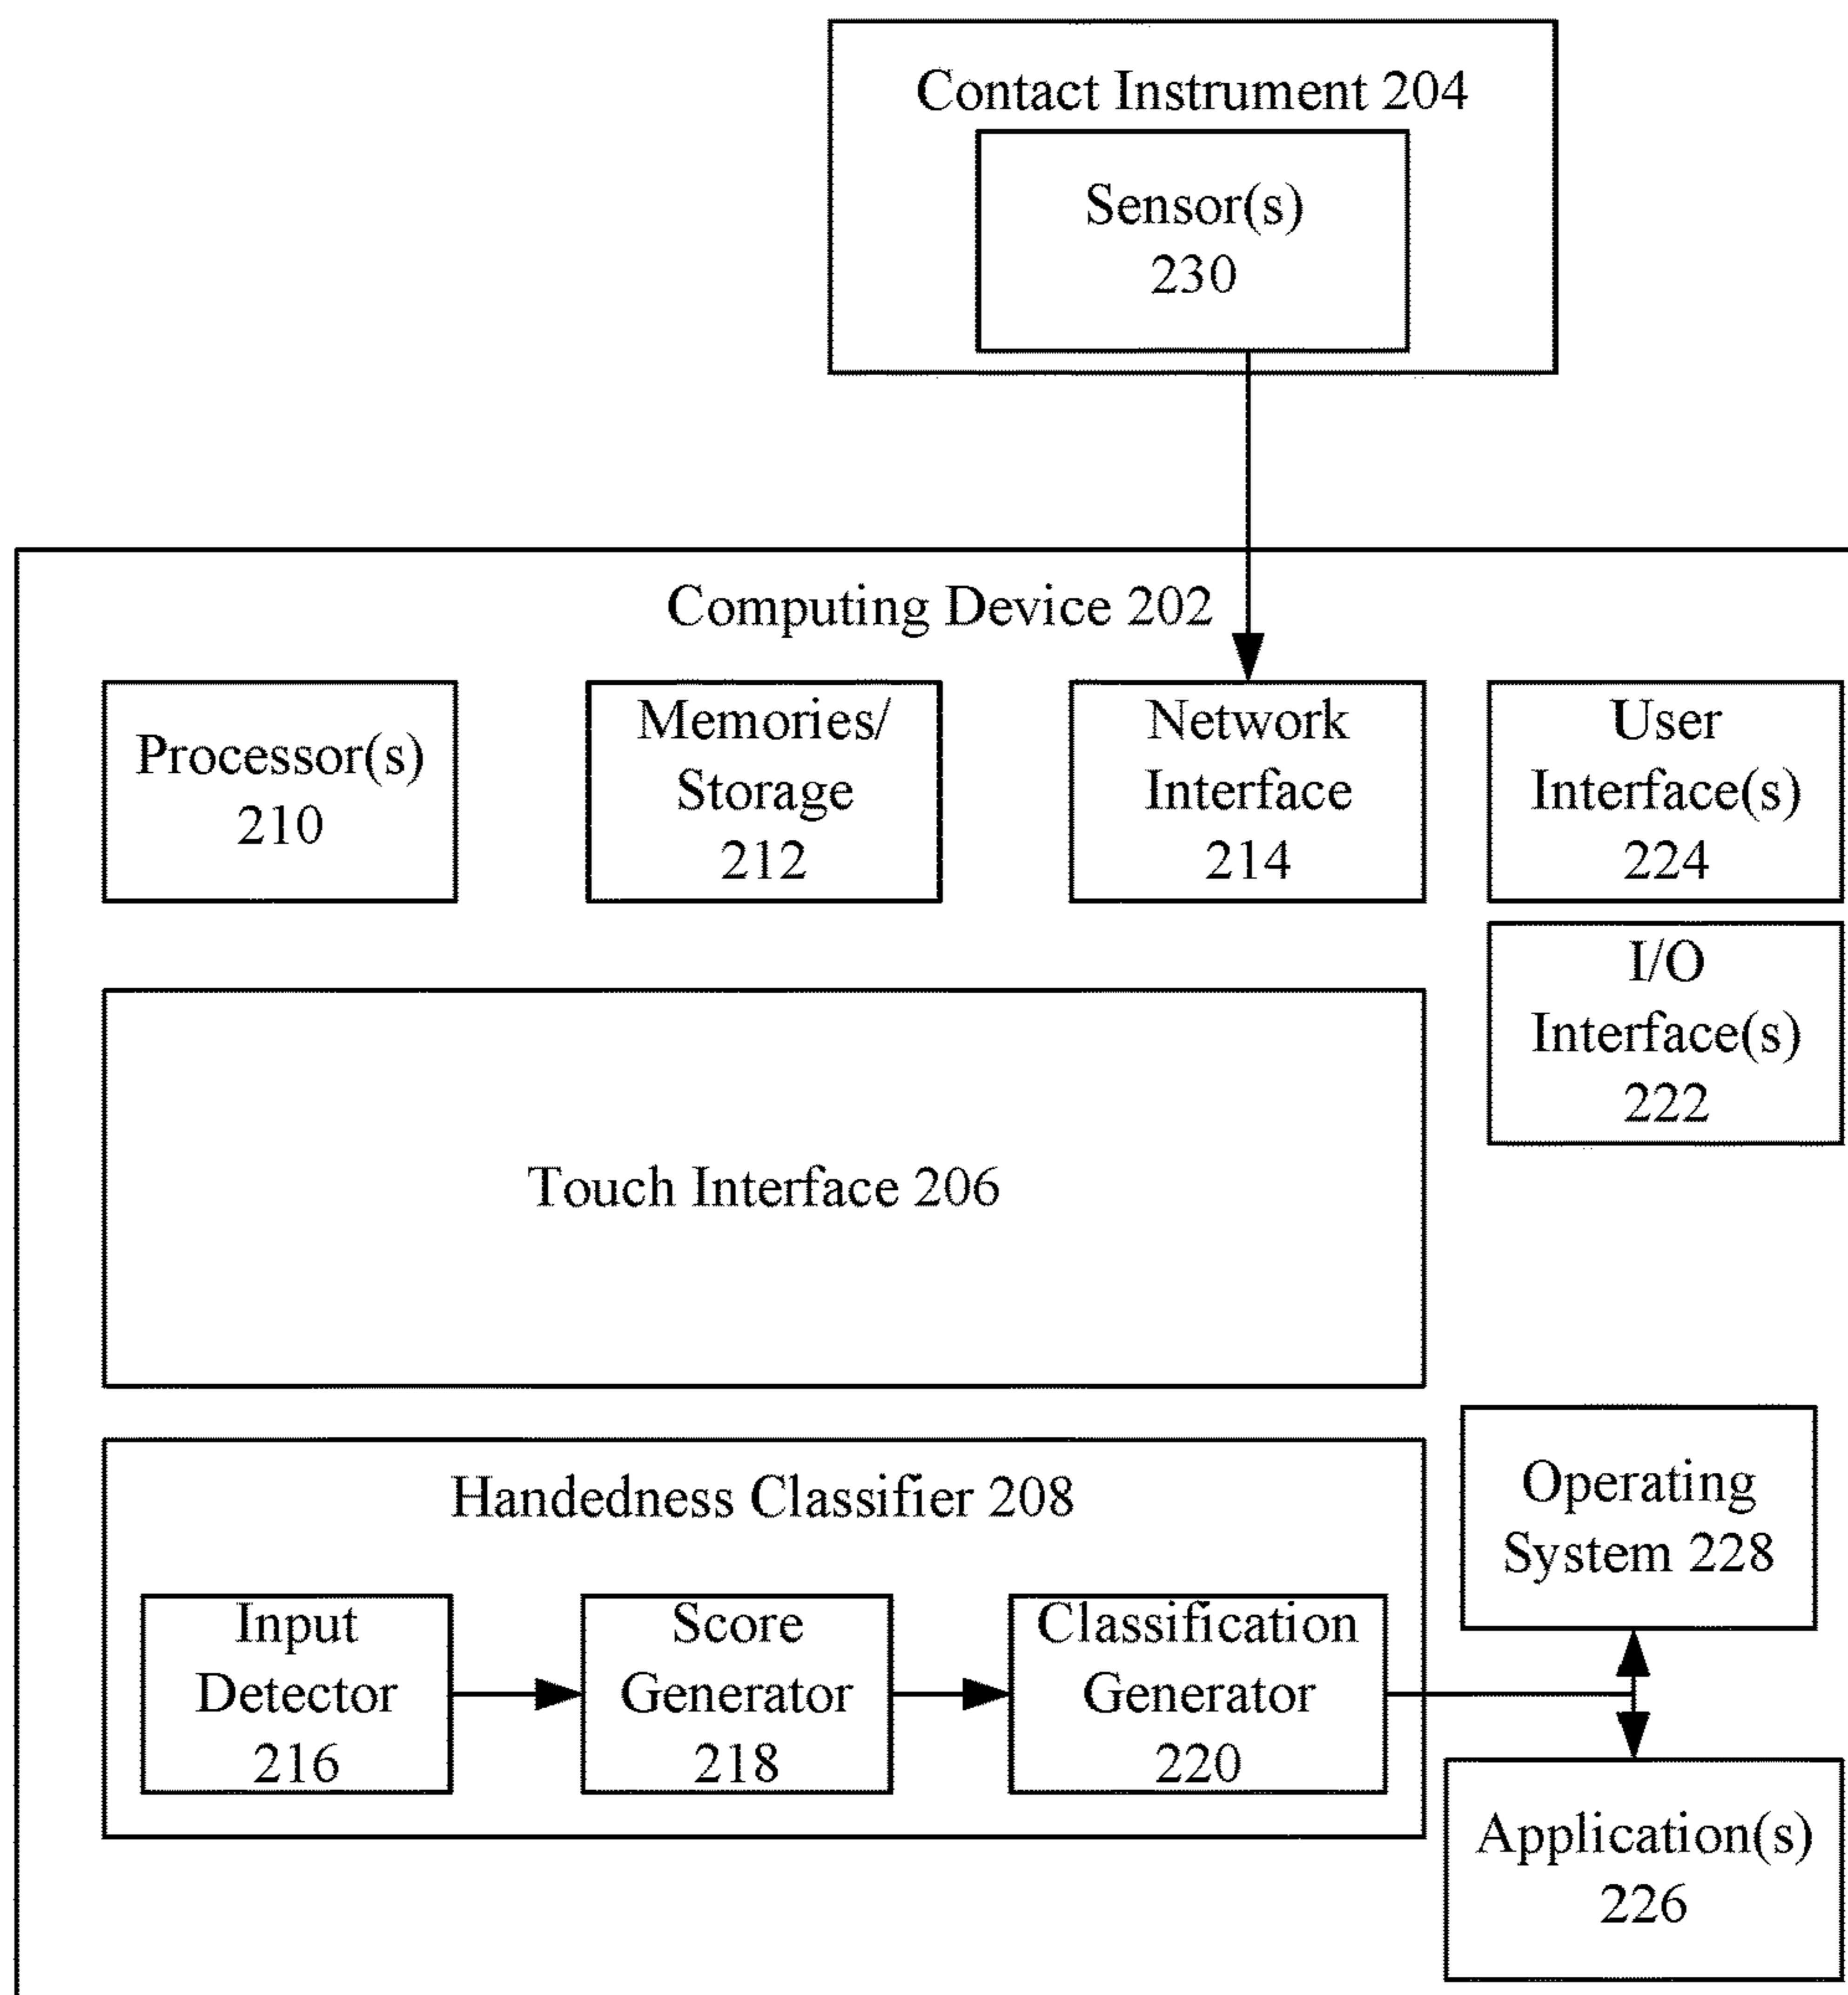 Contact Instrument 204
Sensor(s)
230
Computing Device 202
Processor(s)
210
Memories/
Storage
212
Network
Interface
214
User
Interface(s)
224
I/O
Interface(s)
222
Touch Interface 206
Handedness Classifier 208
Input
Detector
216
Score
Generator
218
Classification
Generator
220
Operating
System 228
Application(s)
226